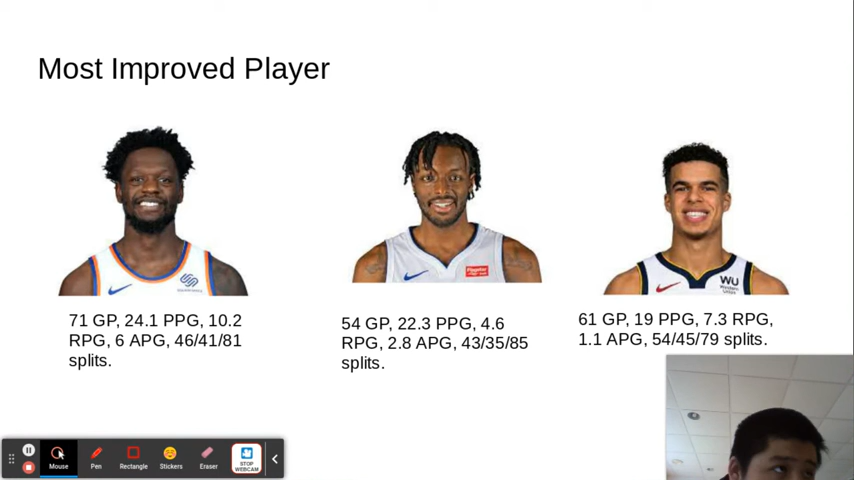 Most Improved Player
71 GP, 24.1 PPG, 10.2
RPG, 6 APG, 46/41/81
splits.
54 GP, 22.3 PPG, 4.6
RPG, 2.8 APG, 43/35/85
splits.
61 GP, 19 PPG, 7.3 RPG,
1.1 APG, 54/45/79 splits.
WU
Mouse
Pen
Rectangle
Stickers
Eraser
STOP
WEBCAM